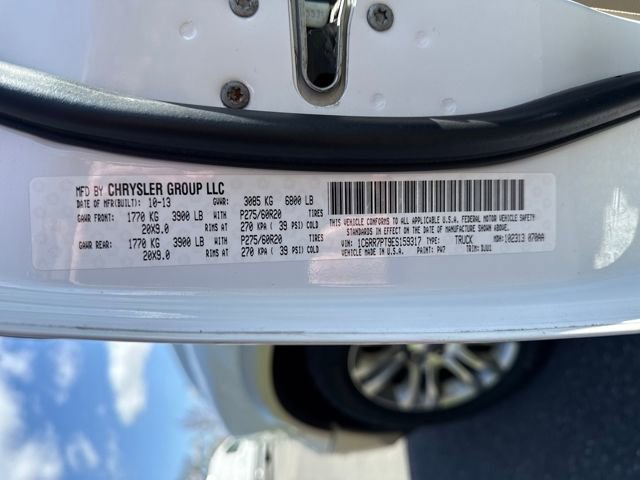 MFD BY CHRYSLER GROUP LLC
DATE OF MFR(BUILT): 10-13 GVWR: 3085 KG 6800 LB
GAWR FRONT: 1770 KG 3900 LB WITH P275/60R20 TIRES
20X9.0 RIMS AT 270 KPA ( 39 PSI) COLD
GAWR REAR: 1770 KG 3900 LB WITH P275/60R20 TIRES
20X9.0 RIMS AT 270 KPA ( 39 PSI) COLD
THIS VEHICLE CONFORMS TO ALL APPLICABLE U.S.A. FEDERAL MOTOR VEHICLE SAFETY
STANDARDS IN EFFECT ON THE DATE OF MANUFACTURE SHOWN ABOVE.
VIN: 1C6RR7PT9ES159317 TYPE: TRUCK MDH:102313 070AA
VEHICLE MADE IN U.S.A. PAINT: PW7 TRIM: